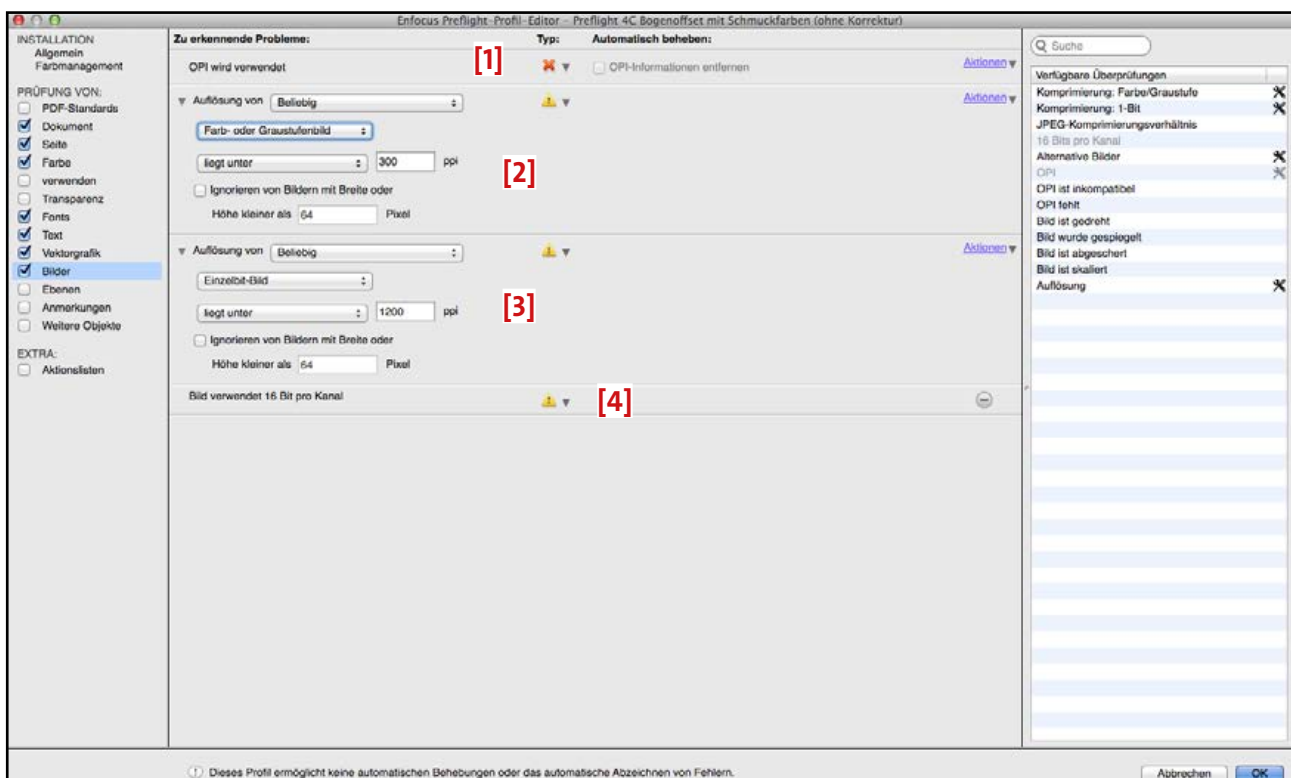 Enfocus Preflight-Profil-Editor – Preflight 4C Bogenoffset mit Schmuckfarben (ohne Korrektur)
INSTALLATION
Allgemein
Farbmanagement
PRÜFUNG VON:
PDF-Standards
Dokument
Seite
Farbe
verwenden
Transparenz
Fonts
Text
Vektorgrafik
Bilder
Ebenen
Anmerkungen
Weitere Objekte
EXTRA:
Aktionslisten
Zu erkennende Probleme: Typ: Automatisch beheben:
OPI wird verwendet [1] OPI-Informationen entfernen Aktionen
Auflösung von Beliebig Aktionen
Farb- oder Graustufenbild
liegt unter 300 ppi [2]
Ignorieren von Bildern mit Breite oder
Höhe kleiner als 64 Pixel
Auflösung von Beliebig Aktionen
Einzelbit-Bild
liegt unter 1200 ppi [3]
Ignorieren von Bildern mit Breite oder
Höhe kleiner als 64 Pixel
Bild verwendet 16 Bit pro Kanal [4]
Suche
Verfügbare Überprüfungen
Komprimierung: Farbe/Graustufe
Komprimierung: 1-Bit
JPEG-Komprimierungsverhältnis
16 Bits pro Kanal
Alternative Bilder
OPI
OPI ist inkompatibel
OPI fehlt
Bild ist gedreht
Bild wurde gespiegelt
Bild ist abgeschert
Bild ist skaliert
Auflösung
Dieses Profil ermöglicht keine automatischen Behebungen oder das automatische Abzeichnen von Fehlern.
Abbrechen OK